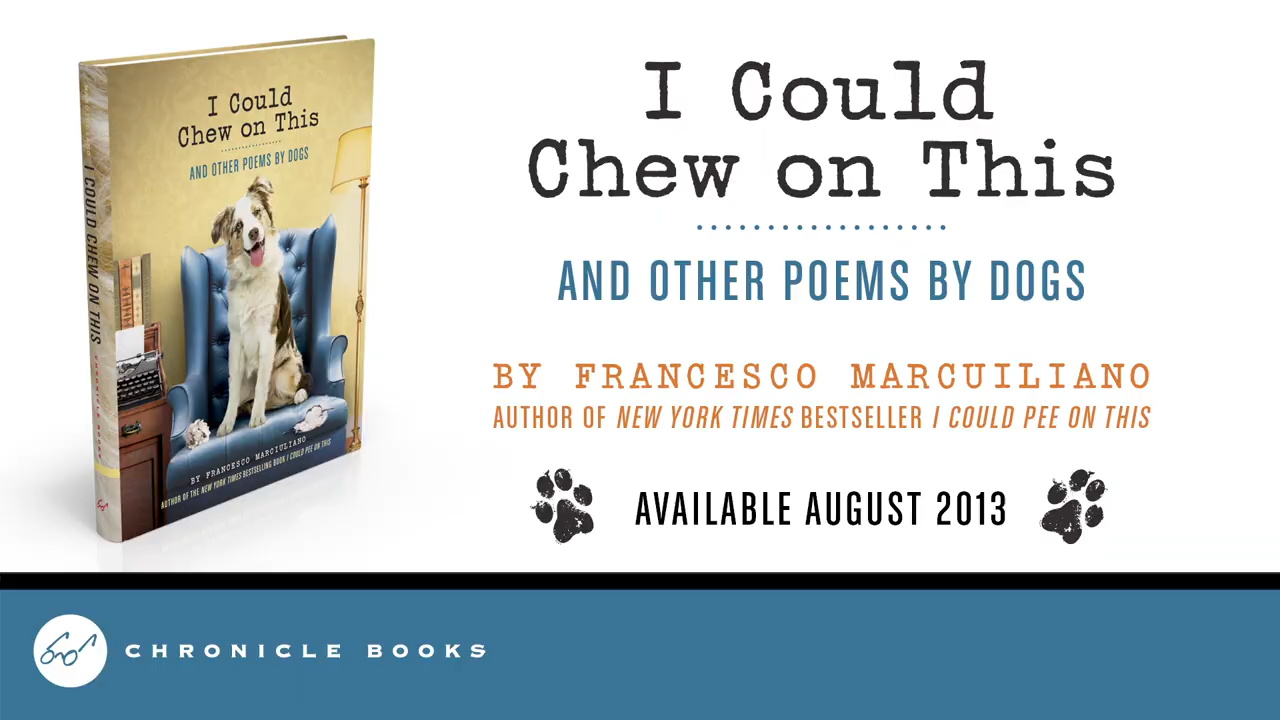 I Could
Chew on This
AND OTHER POEMS BY DOGS
BY FRANCESCO MARCIULIANO
AUTHOR OF THE NEW YORK TIMES BESTSELLING BOOK I COULD PEE ON THIS
I COULD CHEW ON THIS
I Could
Chew on This
AND OTHER POEMS BY DOGS
BY FRANCESCO MARCUILIANO
AUTHOR OF NEW YORK TIMES BESTSELLER I COULD PEE ON THIS
AVAILABLE AUGUST 2013
CHRONICLE BOOKS